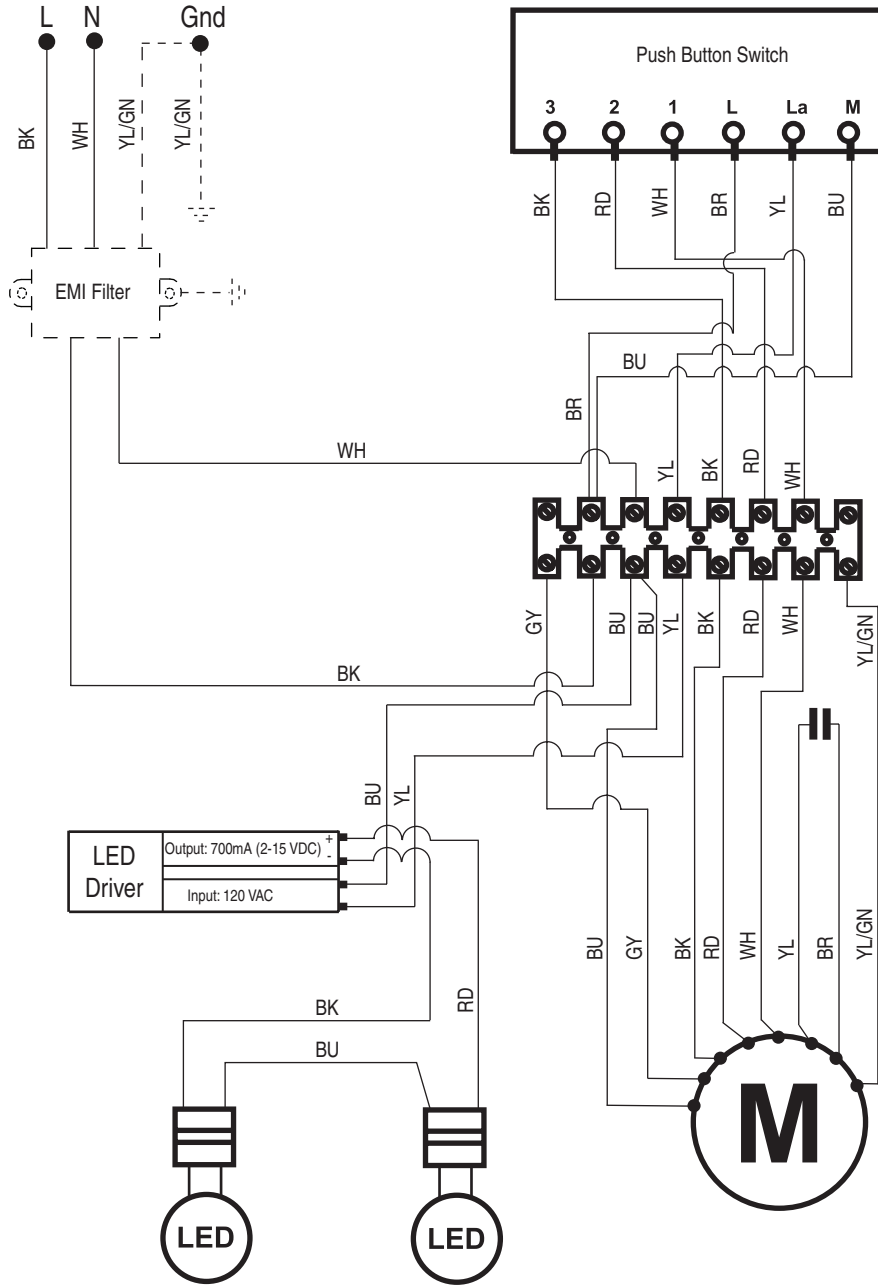 L N Gnd
BK WH YL/GN YL/GN
EMI Filter
Push Button Switch
3 2 1 L La M
BK RD WH BR YL BU
BU
BR
WH
YL BK RD WH
GY BU BU YL BK RD WH YL/GN
BK
BU YL
LED
Driver
Output: 700mA (2-15 VDC) +
-
Input: 120 VAC
BU GY BK RD WH YL BR YL/GN
RD
BK
BU
LED LED
M